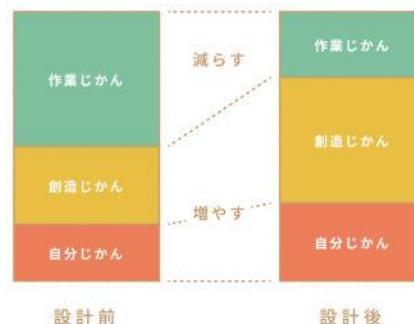 作業じかん
創造じかん
自分じかん
減らす
増やす
作業じかん
創造じかん
自分じかん
設計前
設計後